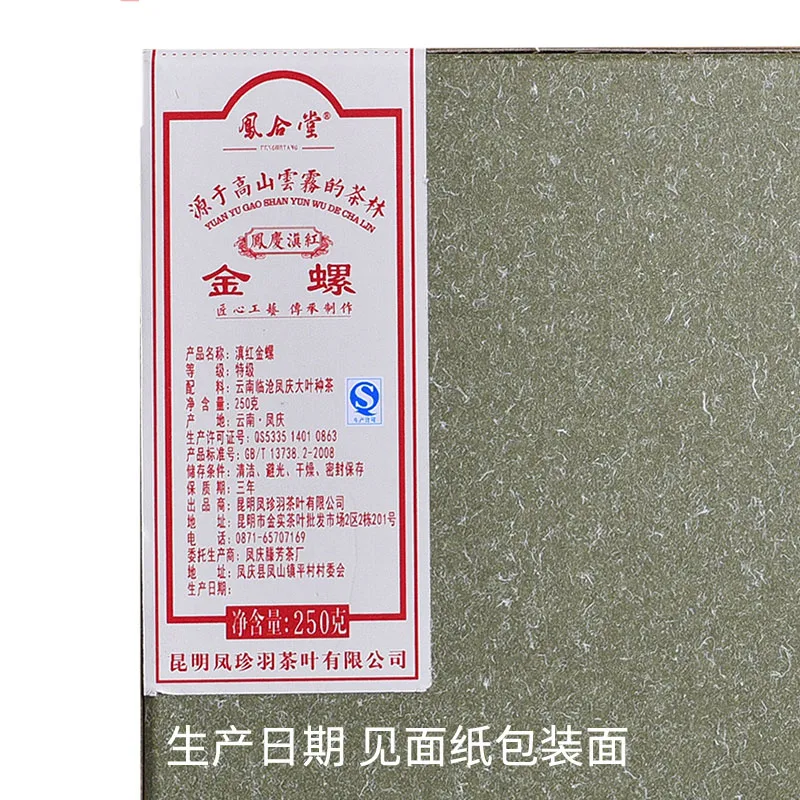 鳳合堂®
FENGHETANG
源于高山雲霧的茶林
YUAN YU GAO SHAN YUN WU DE CHA LIN
鳳慶滇紅
金螺
匠心工藝 傳承制作
产品名称：滇红金螺
等 级：特级
配 料：云南临沧凤庆大叶种茶
净 含 量：250克
产 地：云南·凤庆
生产许可证号：QS5335 1401 0863
产品标准号：GB/T 13738.2-2008
储存条件：清洁、避光、干燥、密封保存
保 质 期：三年
出 品 商：昆明凤珍羽茶叶有限公司
地 址：昆明市金实茶叶批发市场2区2栋201号
电 话：0871-65707169
委托生产商：凤庆臻芳茶厂
地 址：凤庆县凤山镇平村村委会
生产日期：
QS
生产许可
净含量：250克
昆明凤珍羽茶叶有限公司
生产日期 见面纸包装面